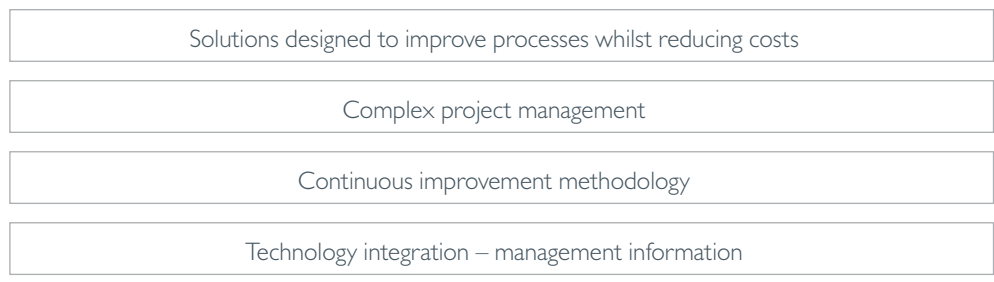 Solutions designed to improve processes whilst reducing costs
Complex project management
Continuous improvement methodology
Technology integration – management information